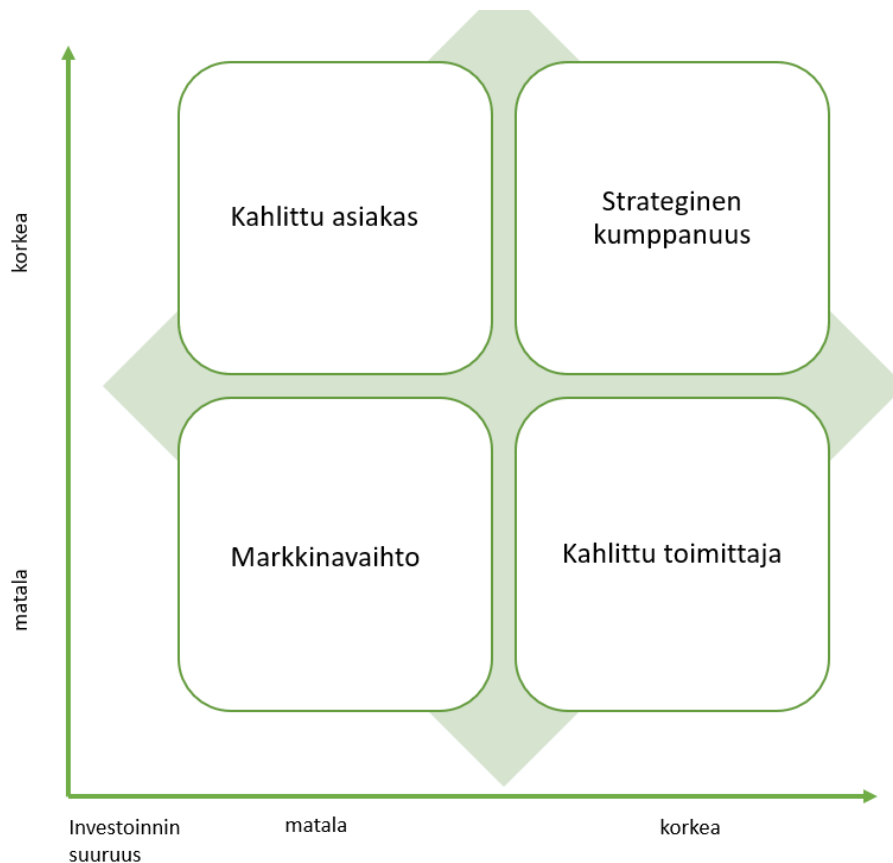 korkea
Kahlittu asiakas
Strateginen
kumppanuus
matala
Markkinavaihto
Kahlittu toimittaja
Investoinnin
suuruus
matala
korkea